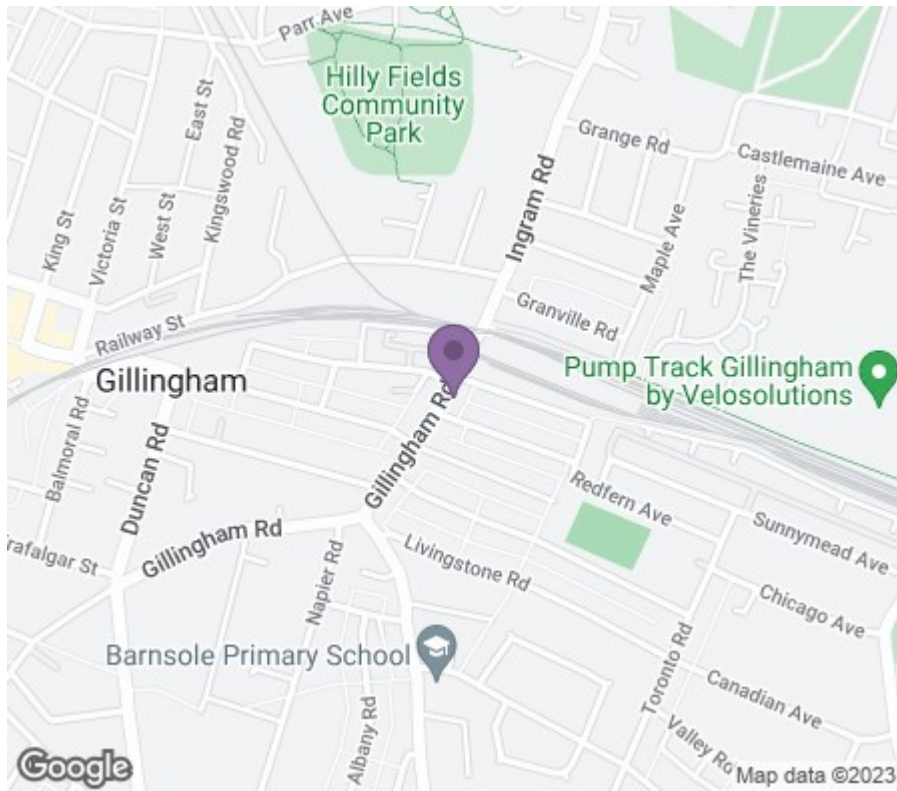 Parr Ave
Hilly Fields
Community
Park
East St
Kingswood Rd
West St
Victoria St
King St
Ingram Rd
Grange Rd
Castlemaine Ave
The Vineries
Maple Ave
Granville Rd
Railway St
Gillingham
Pump Track Gillingham
by Velosolutions
Balmoral Rd
Duncan Rd
Gillingham Rd
Redfern Ave
Sunnymead Ave
Trafalgar St
Gillingham Rd
Napier Rd
Livingstone Rd
Chicago Ave
Barnsole Primary School
Toronto Rd
Canadian Ave
Albany Rd
Valley Rd
Google
Map data ©2023